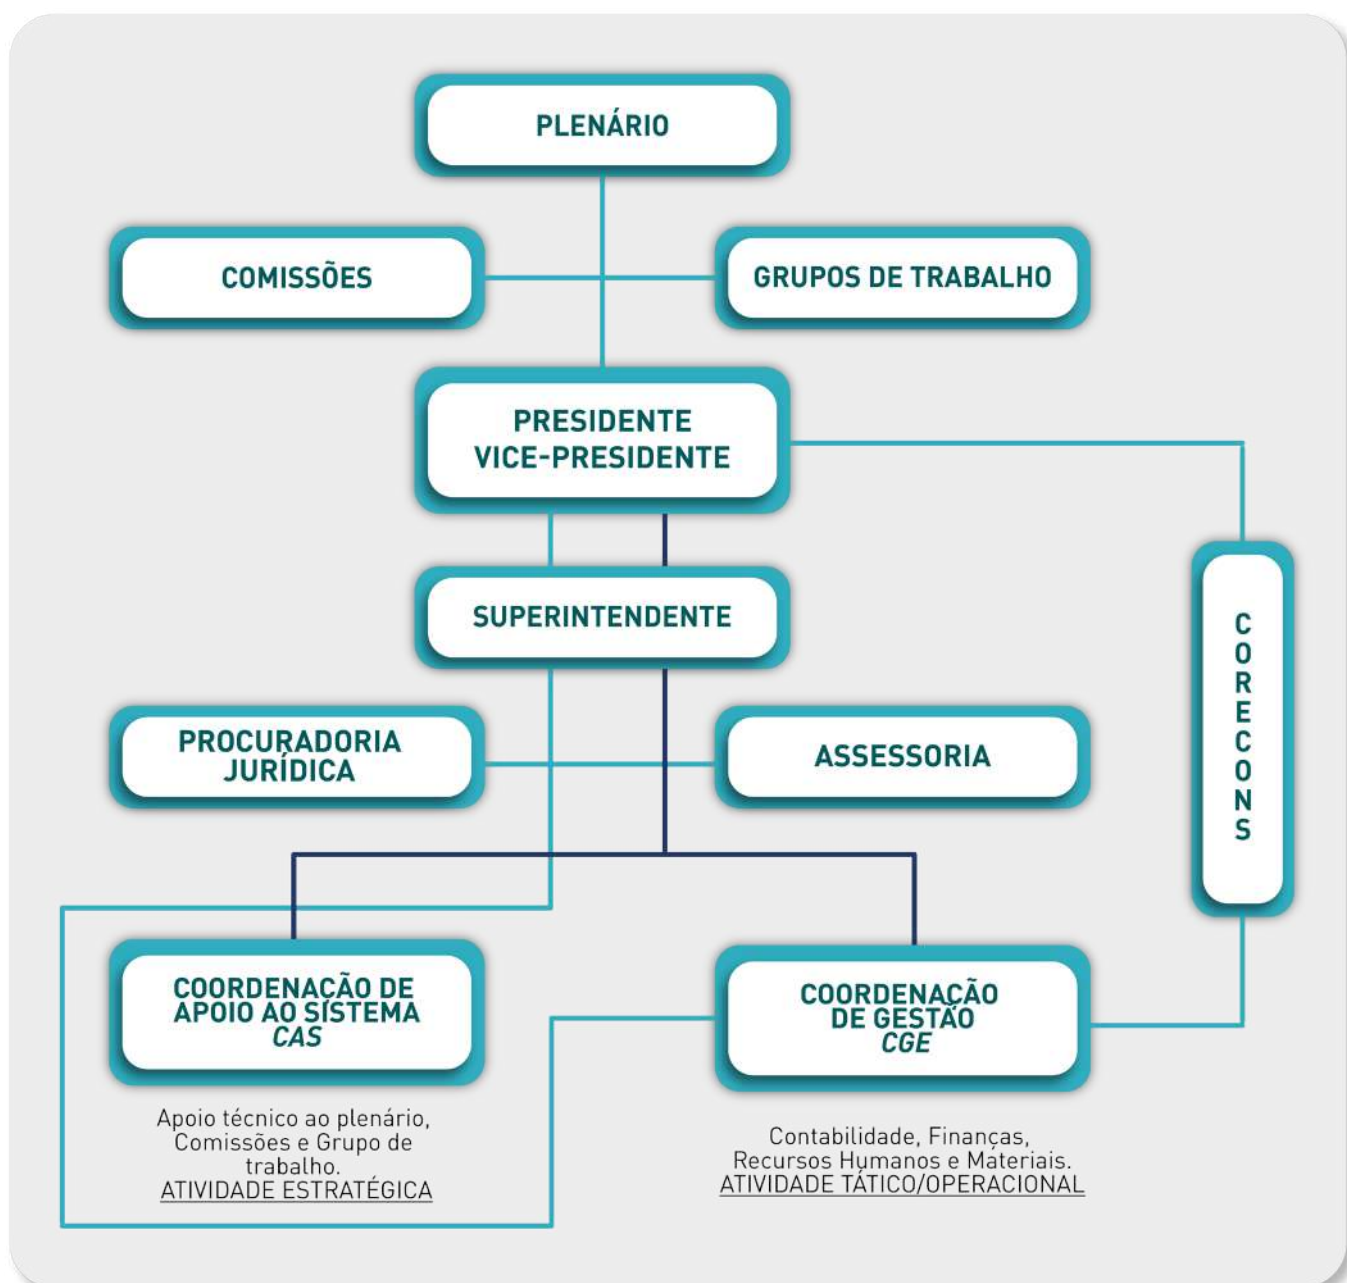 PLENÁRIO
COMISSÕES
GRUPOS DE TRABALHO
PRESIDENTE
VICE-PRESIDENTE
SUPERINTENDENTE
CORECONS
PROCURADORIA
JURÍDICA
ASSESSORIA
COORDENAÇÃO DE
APOIO AO SISTEMA
CAS
COORDENAÇÃO
DE GESTÃO
CGE
Apoio técnico ao plenário,
Comissões e Grupo de
trabalho.
ATIVIDADE ESTRATÉGICA
Contabilidade, Finanças,
Recursos Humanos e Materiais.
ATIVIDADE TÁTICO/OPERACIONAL